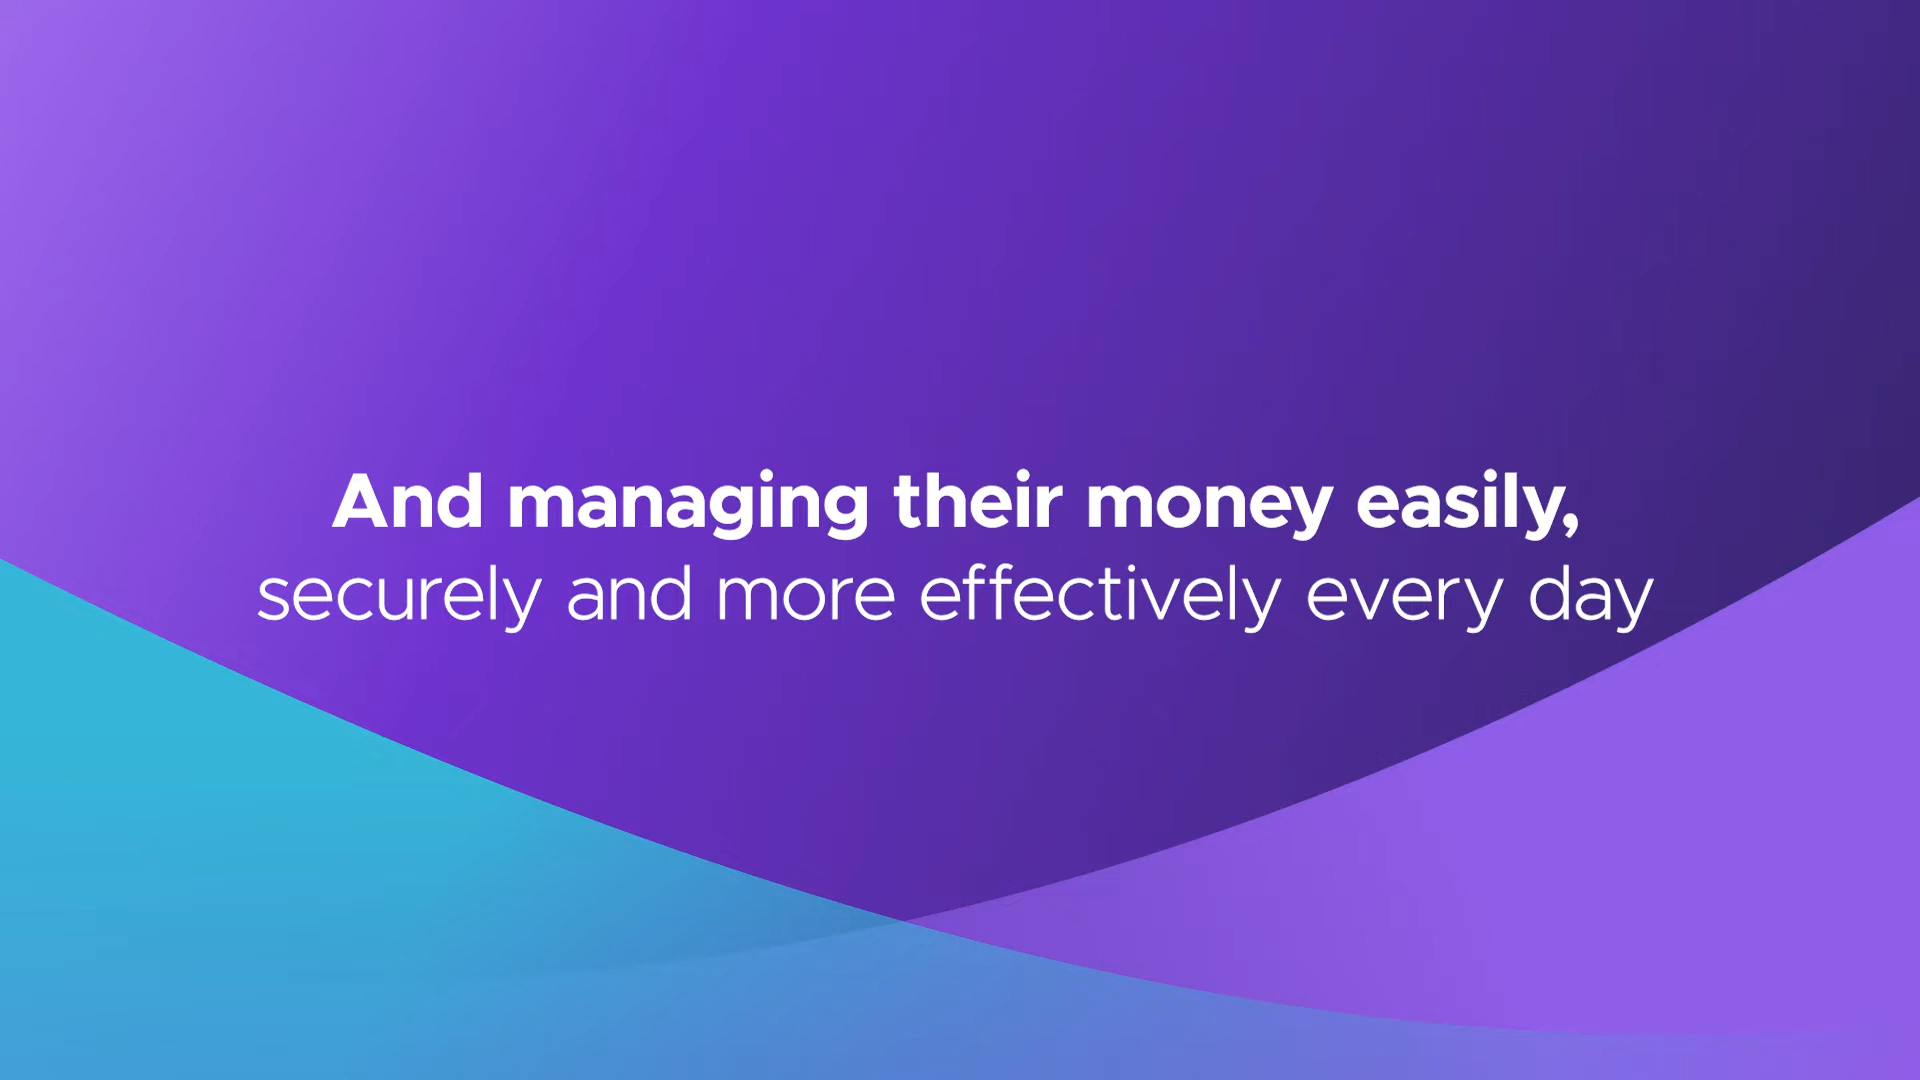 And managing their money easily,
securely and more effectively every day